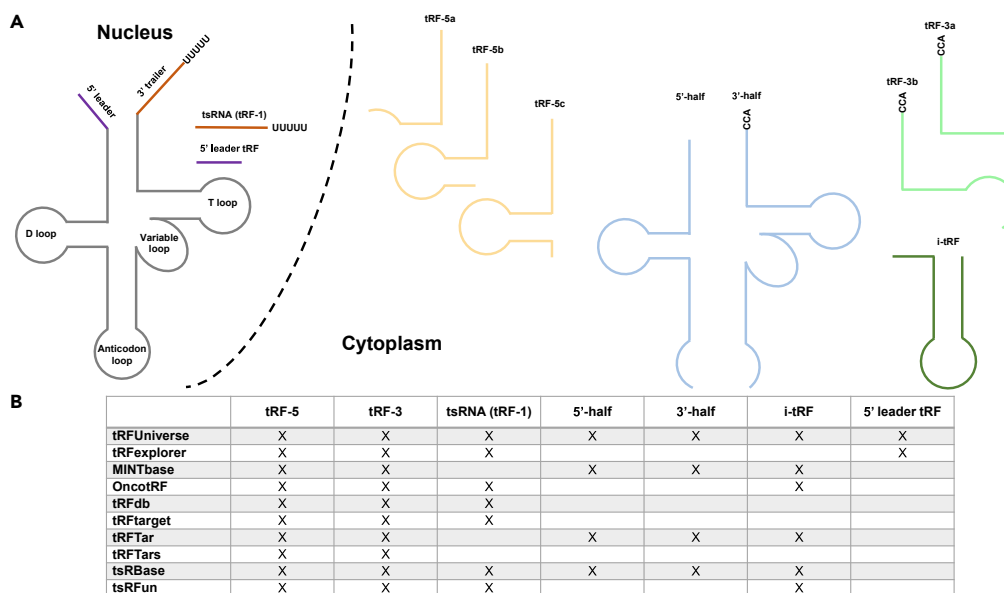 A
Nucleus
5' leader
3' trailer
UUUUU
tsRNA (tRF-1)
UUUUU
5' leader tRF
T loop
D loop
Variable
loop
Anticodon
loop
Cytoplasm
tRF-5a
tRF-5b
tRF-5c
5'-half
3'-half
CCA
tRF-3a
CCA
tRF-3b
CCA
i-tRF
B
tRF-5 tRF-3 tsRNA (tRF-1) 5'-half 3'-half i-tRF 5' leader tRF
tRFUniverse X X X X X X X
tRFexplorer X X X X
MINTbase X X X X X
OncotRF X X X X
tRFdb X X X
tRFtarget X X X
tRFTar X X X X X
tRFTars X X
tsRBase X X X X X X
tsRFun X X X X